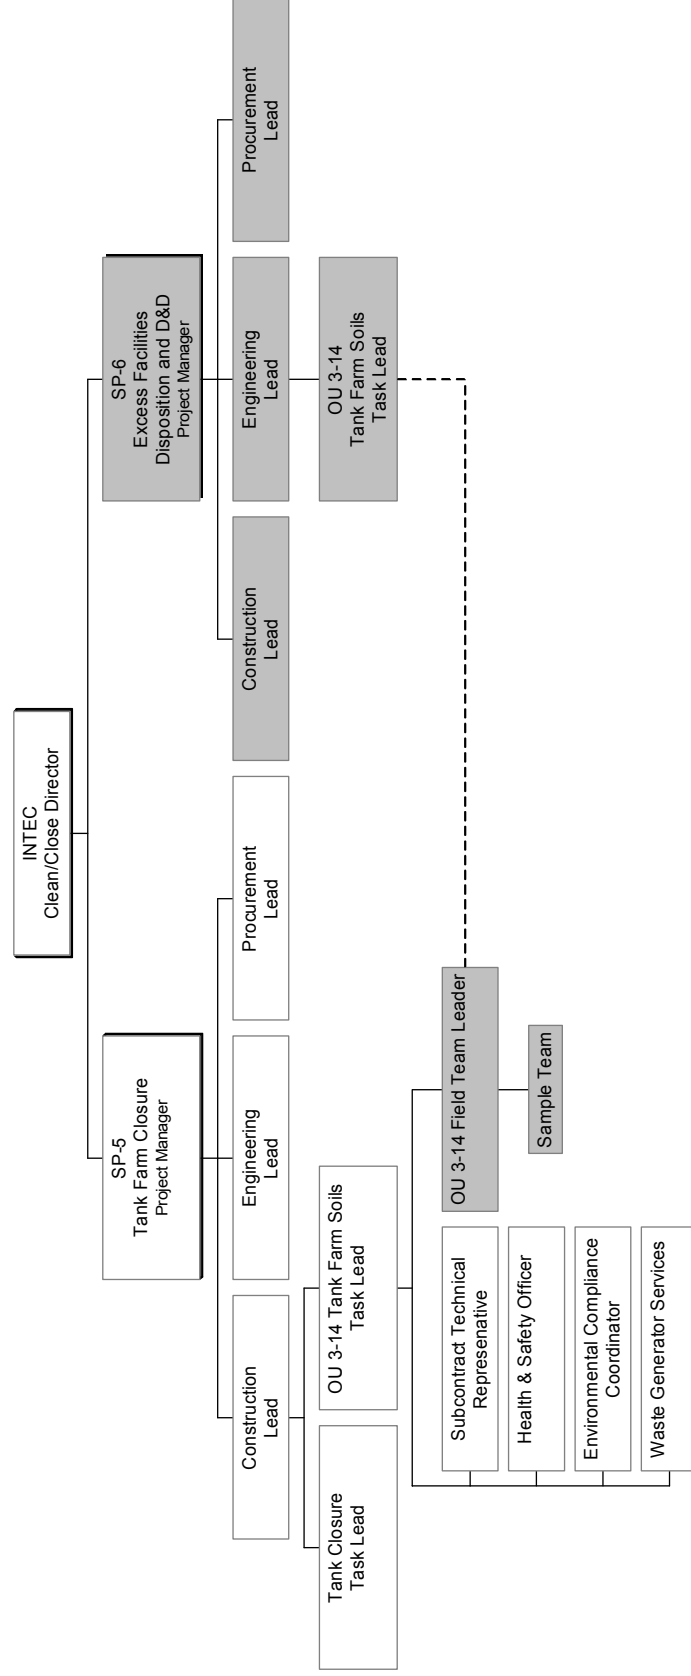 INTEC
Clean/Close Director
SP-5
Tank Farm Closure
Project Manager
SP-6
Excess Facilities
Disposition and D&D
Project Manager
Construction
Lead
Engineering
Lead
Procurement
Lead
Construction
Lead
Engineering
Lead
Procurement
Lead
Tank Closure
Task Lead
OU 3-14 Tank Farm Soils
Task Lead
OU 3-14
Tank Farm Soils
Task Lead
Subcontract Technical
Represenative
Health & Safety Officer
Environmental Compliance
Coordinator
Waste Generator Services
OU 3-14 Field Team Leader
Sample Team